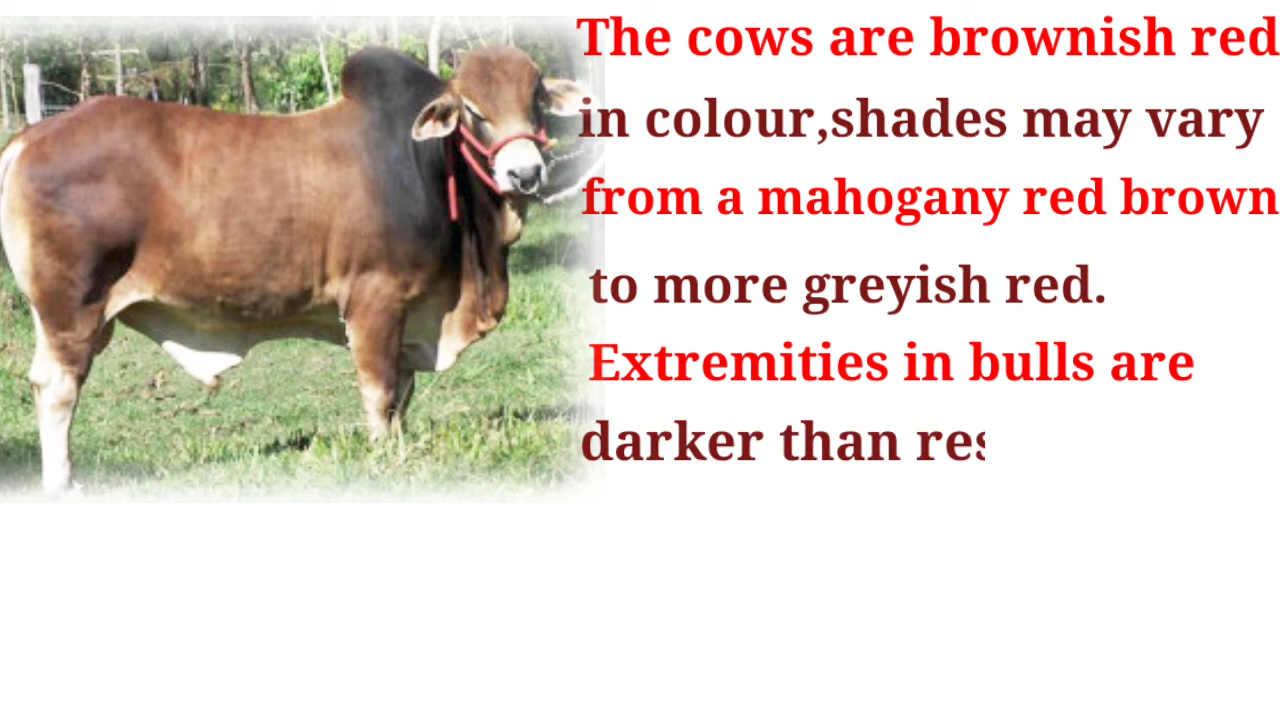 The cows are brownish red
in colour,shades may vary
from a mahogany red brown
to more greyish red.
Extremities in bulls are
darker than